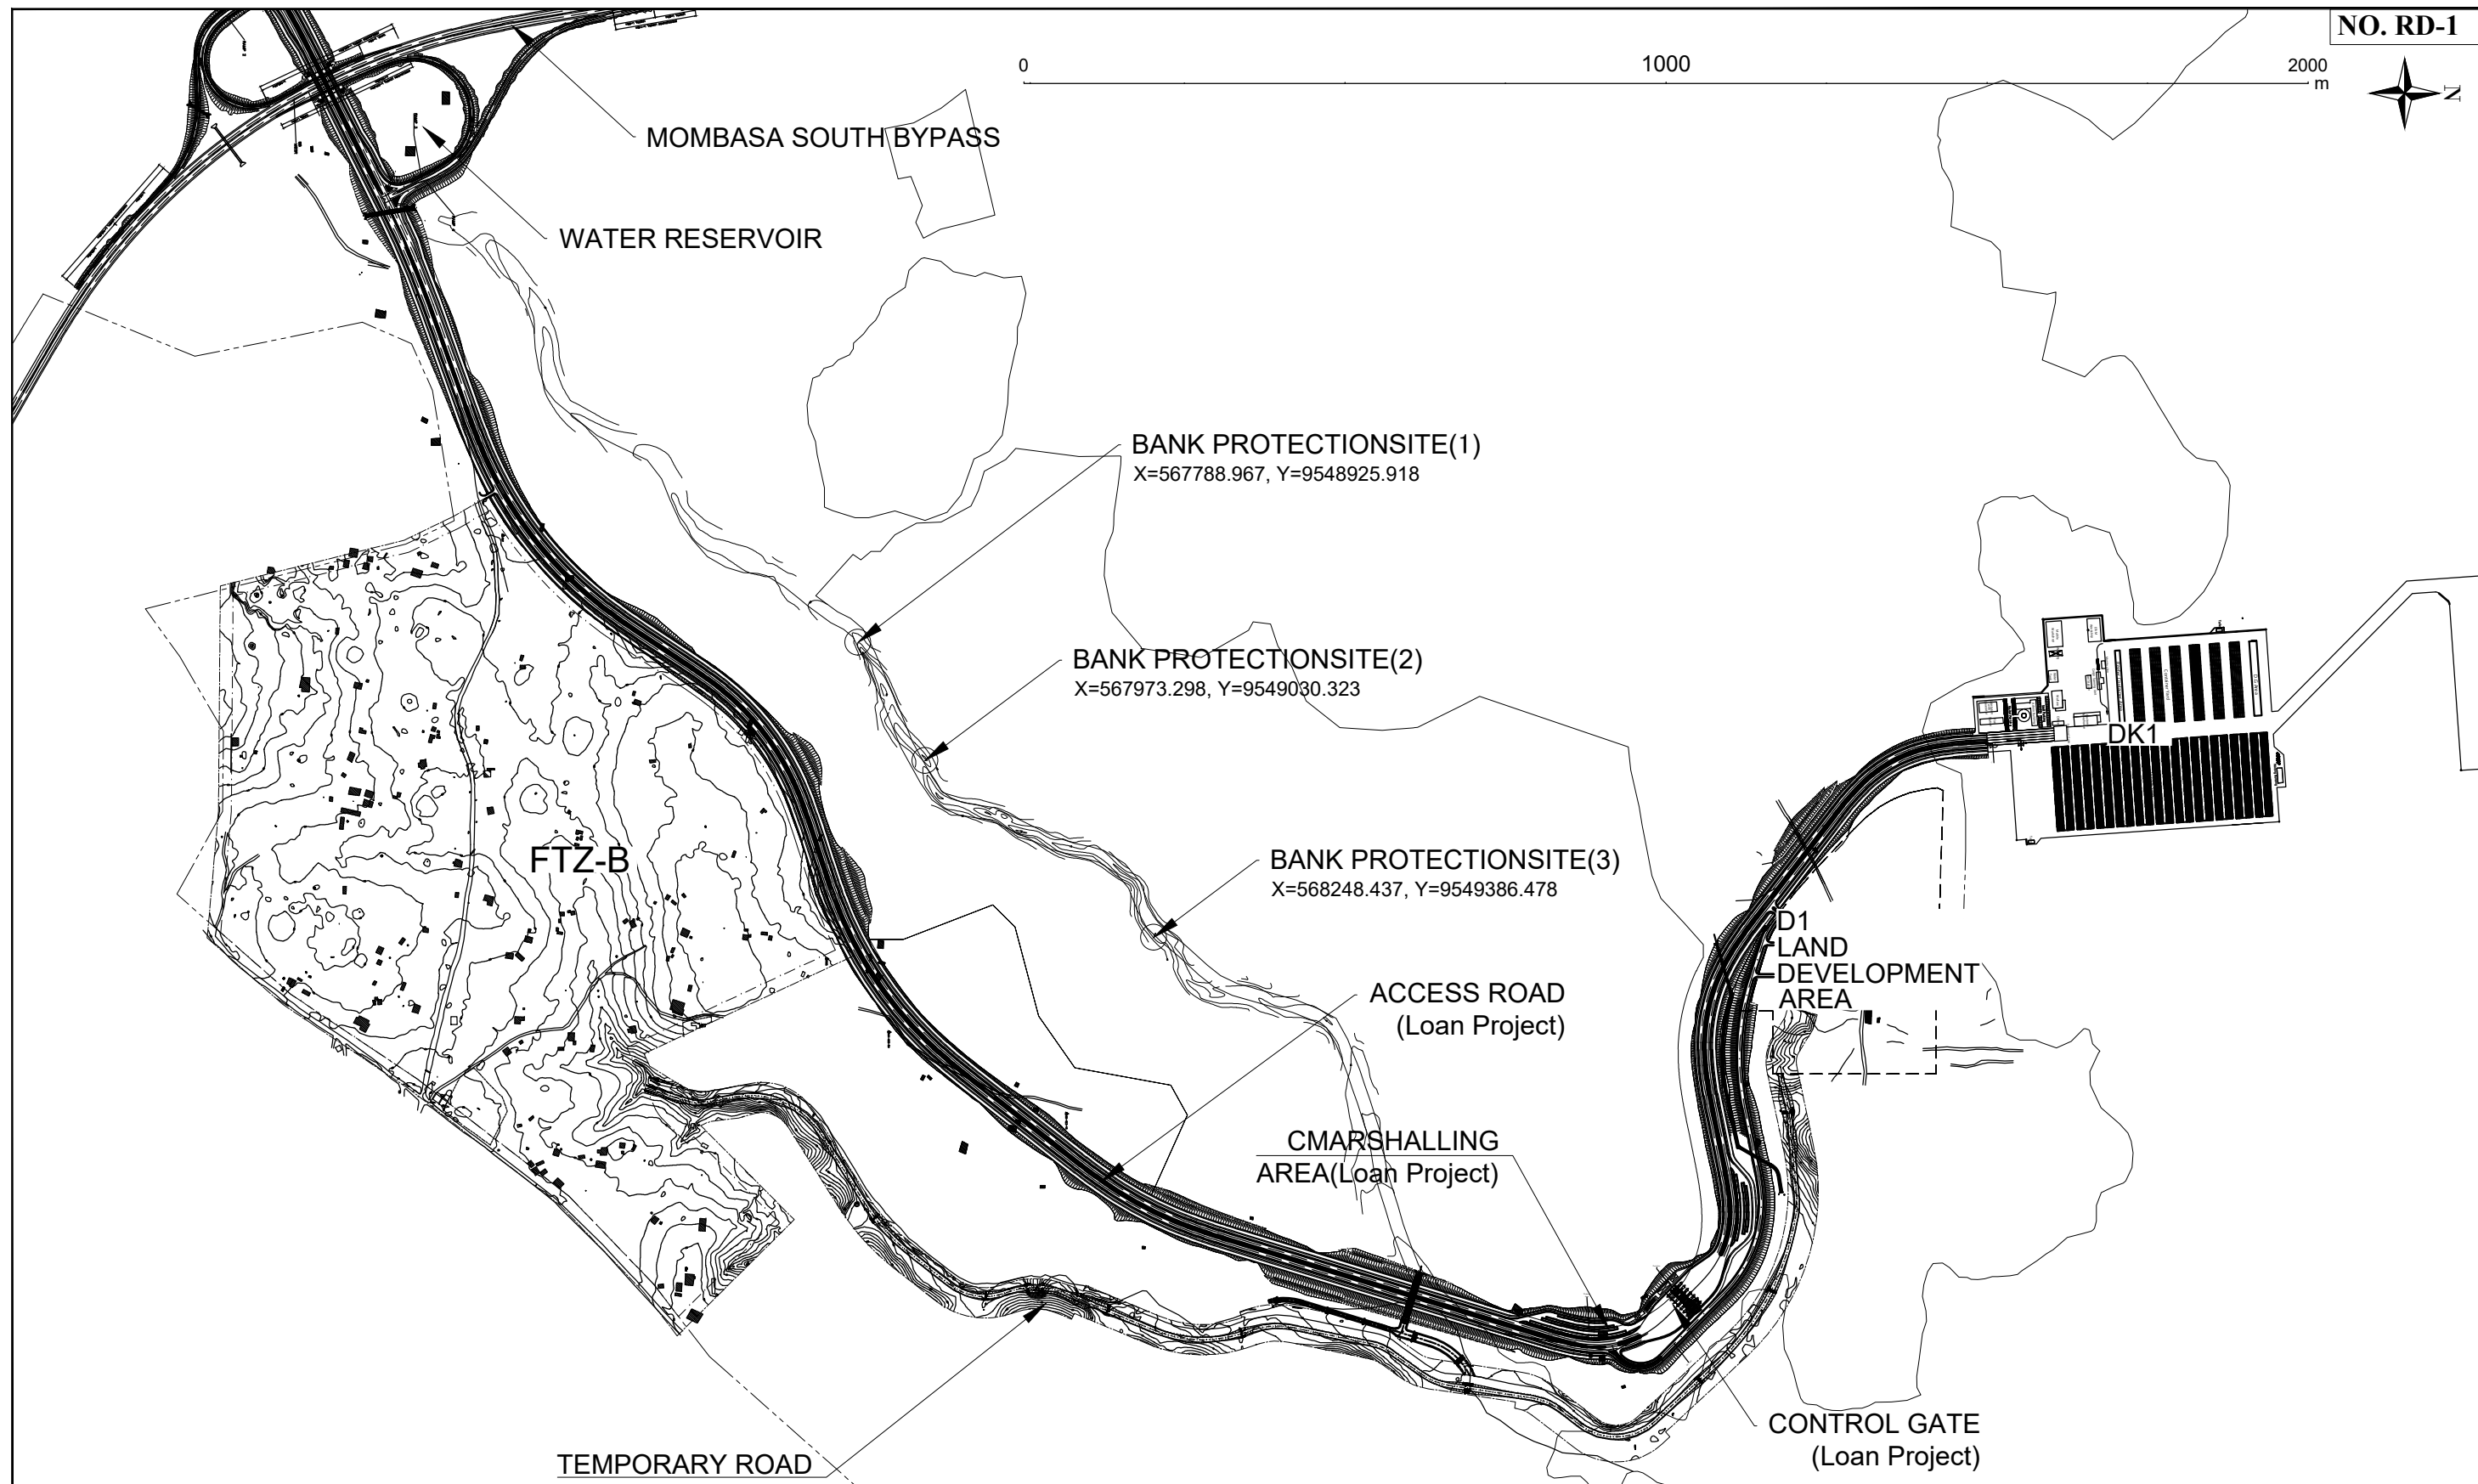 NO. RD-1
0
1000
2000
m
N
MOMBASA SOUTH BYPASS
WATER RESERVOIR
BANK PROTECTIONSITE(1)
X=567788.967, Y=9548925.918
BANK PROTECTIONSITE(2)
X=567973.298, Y=9549030.323
DK1
FTZ-B
BANK PROTECTIONSITE(3)
X=568248.437, Y=9549386.478
D1
LAND
DEVELOPMENT
AREA
ACCESS ROAD
(Loan Project)
CMARSHALLING
AREA(Loan Project)
CONTROL GATE
(Loan Project)
TEMPORARY ROAD